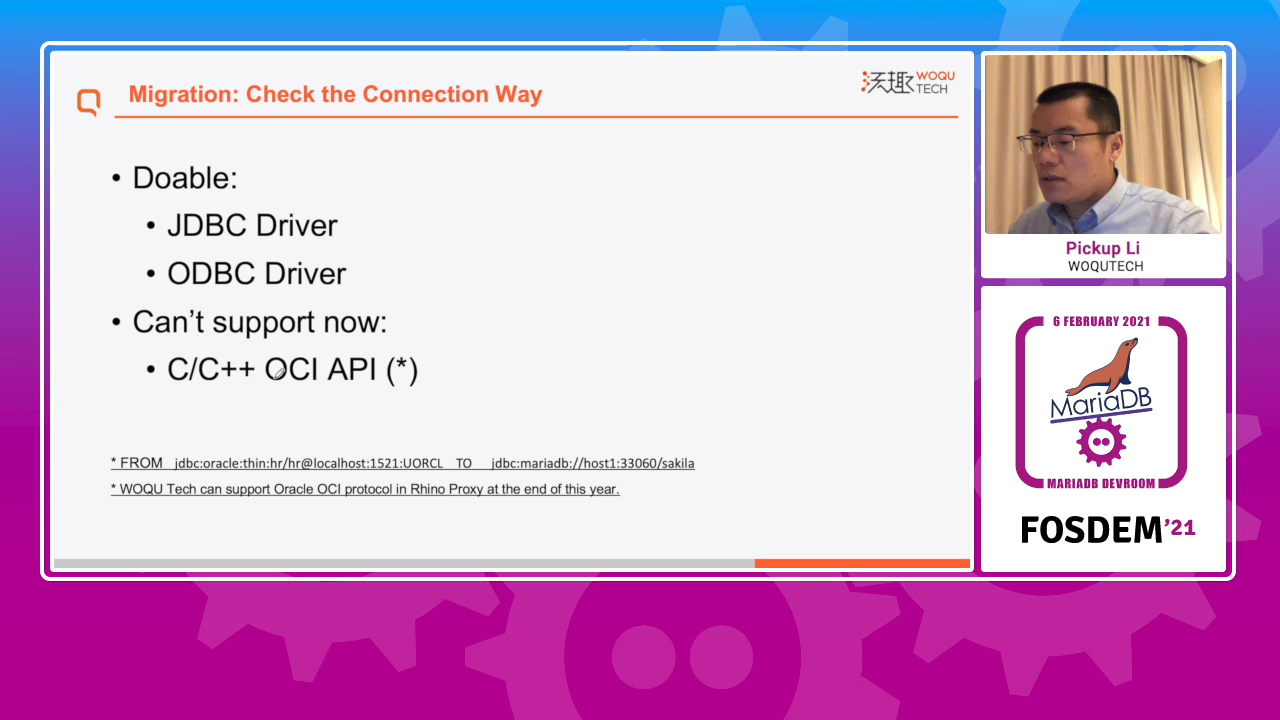 Migration: Check the Connection Way
沃趣 WOQU
TECH
• Doable:
• JDBC Driver
• ODBC Driver
• Can’t support now:
• C/C++ OCI API (*)
* FROM jdbc:oracle:thin:hr/hr@localhost:1521:UORCL TO jdbc:mariadb://host1:33060/sakila
* WOQU Tech can support Oracle OCI protocol in Rhino Proxy at the end of this year.
Pickup Li
WOQUTECH
6 FEBRUARY 2021
MariaDB
MARIADB DEVROOM
FOSDEM’21